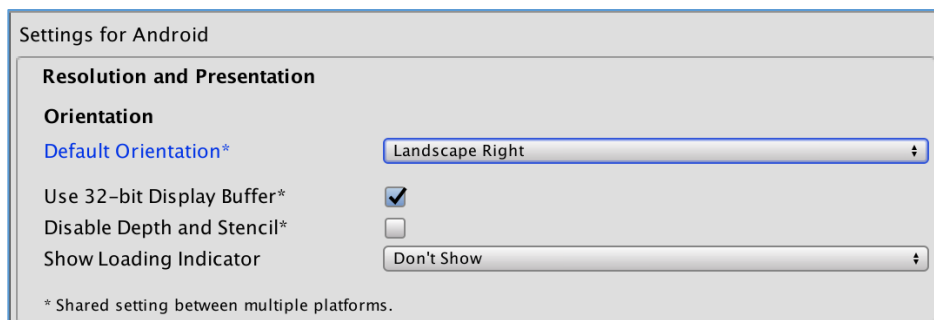 Settings for Android
Resolution and Presentation
Orientation
Default Orientation* Landscape Right
Use 32-bit Display Buffer*
Disable Depth and Stencil*
Show Loading Indicator Don't Show
* Shared setting between multiple platforms.